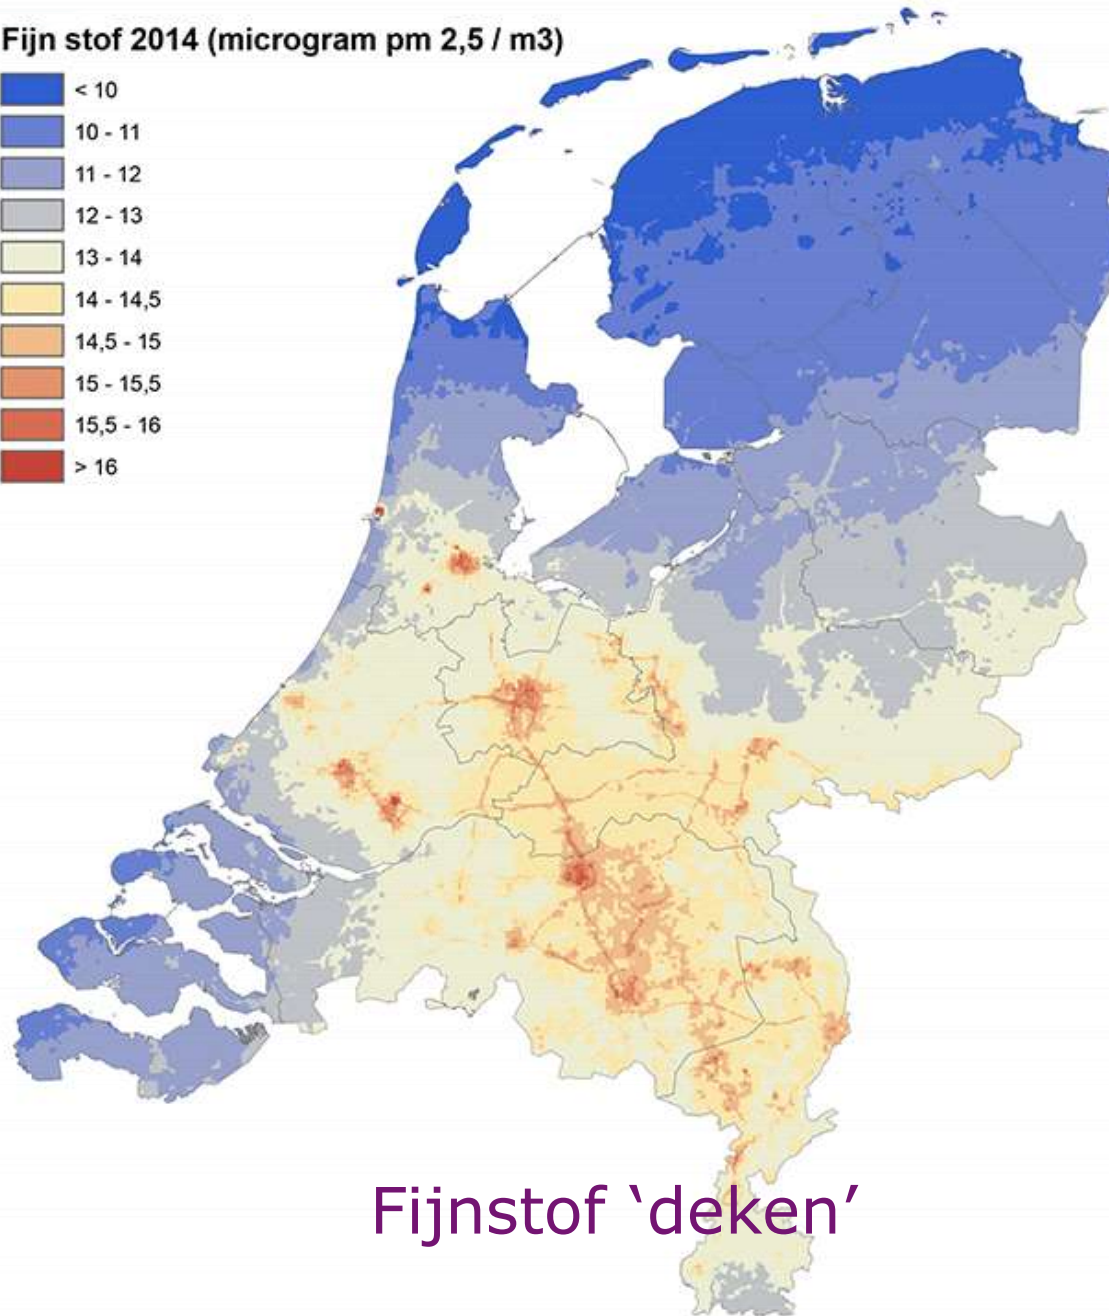 Fijn stof 2014 (microgram pm 2,5 / m3)
< 10
10 - 11
11 - 12
12 - 13
13 - 14
14 - 14,5
14,5 - 15
15 - 15,5
15,5 - 16
> 16
Fijnstof ‘deken’